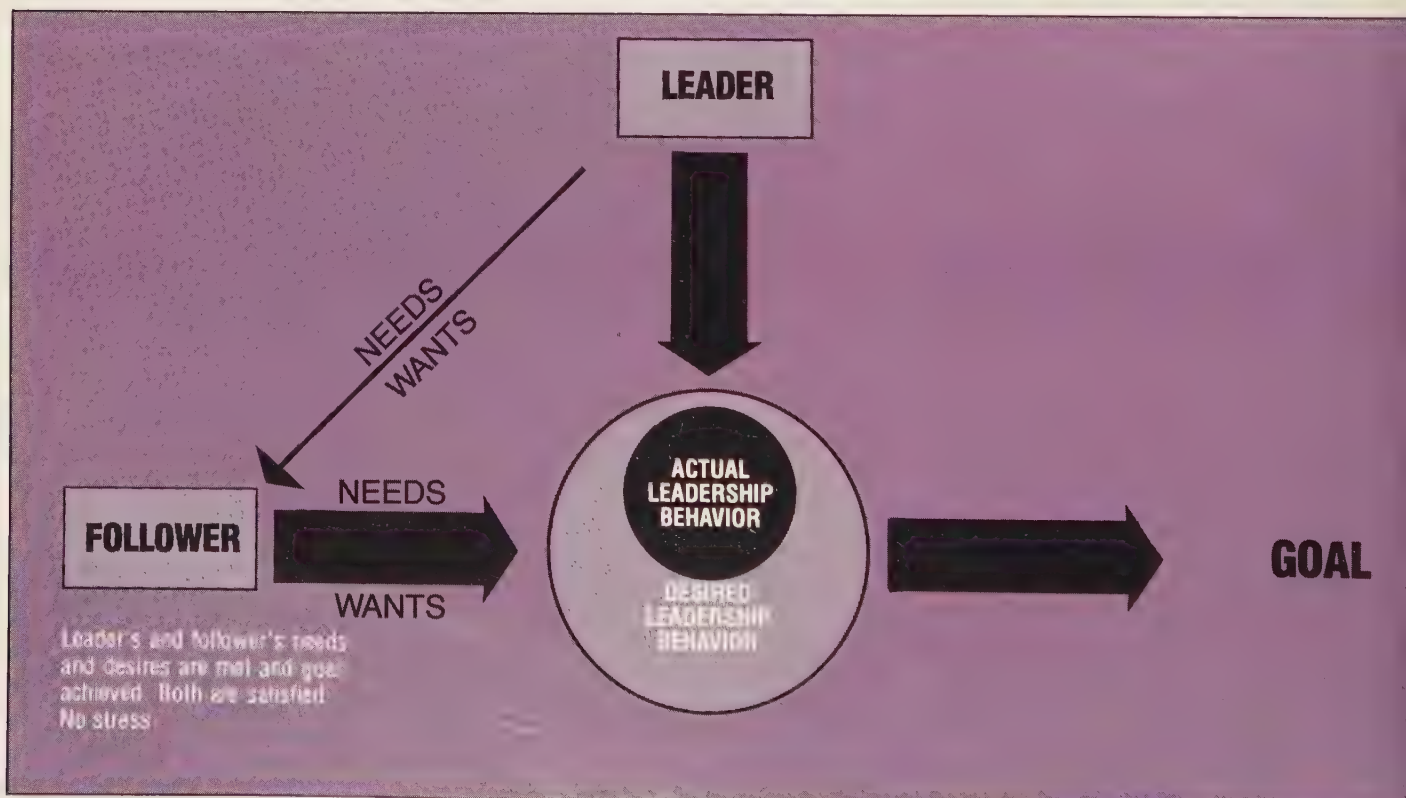 LEADER
NEEDS
WANTS
ACTUAL
LEADERSHIP
BEHAVIOR
FOLLOWER
NEEDS
WANTS
GOAL
DESIRED
LEADERSHIP
BEHAVIOR
Leader's and follower's needs
and desires are met and goal
achieved. Both are satisfied.
No stress.